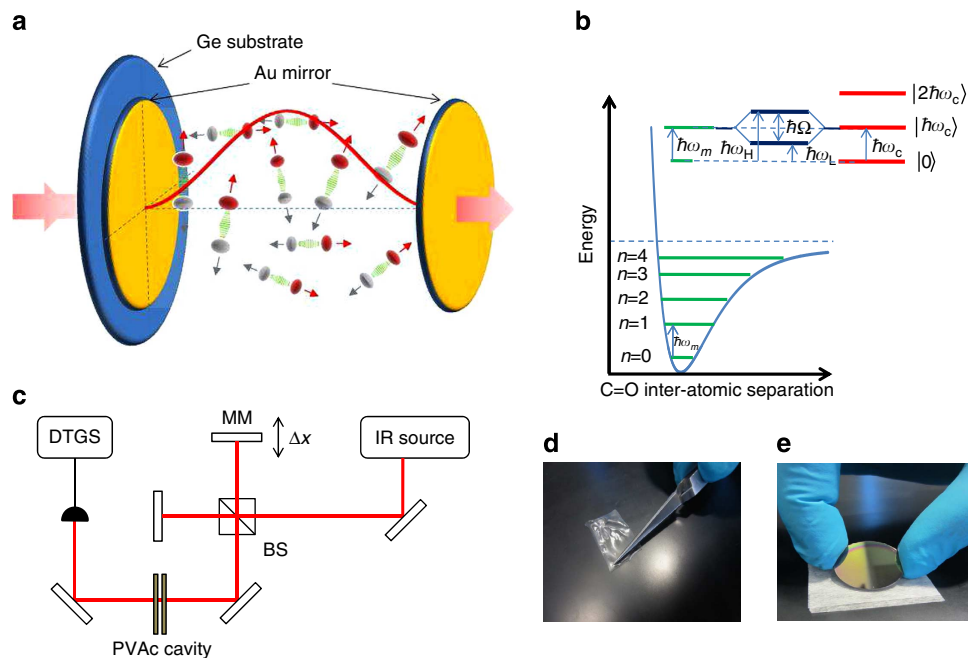 a
Ge substrate
Au mirror
b
Energy
|2ℏωc⟩
|ℏωc⟩
|0⟩
ℏωm
ℏωH
ℏΩ
ℏωL
ℏωc
n=4
n=3
n=2
n=1
n=0
ℏωm
C=O inter-atomic separation
c
DTGS
MM
Δx
IR source
BS
PVAc cavity
d
e